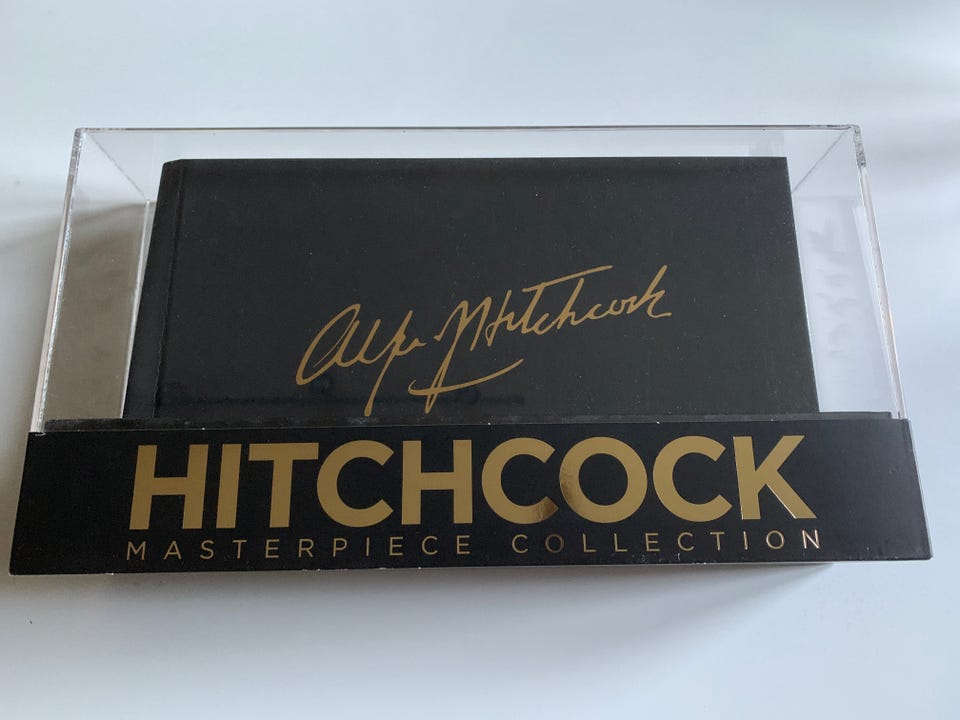 Alfred Hitchcock
HITCHCOCK
MASTERPIECE COLLECTION